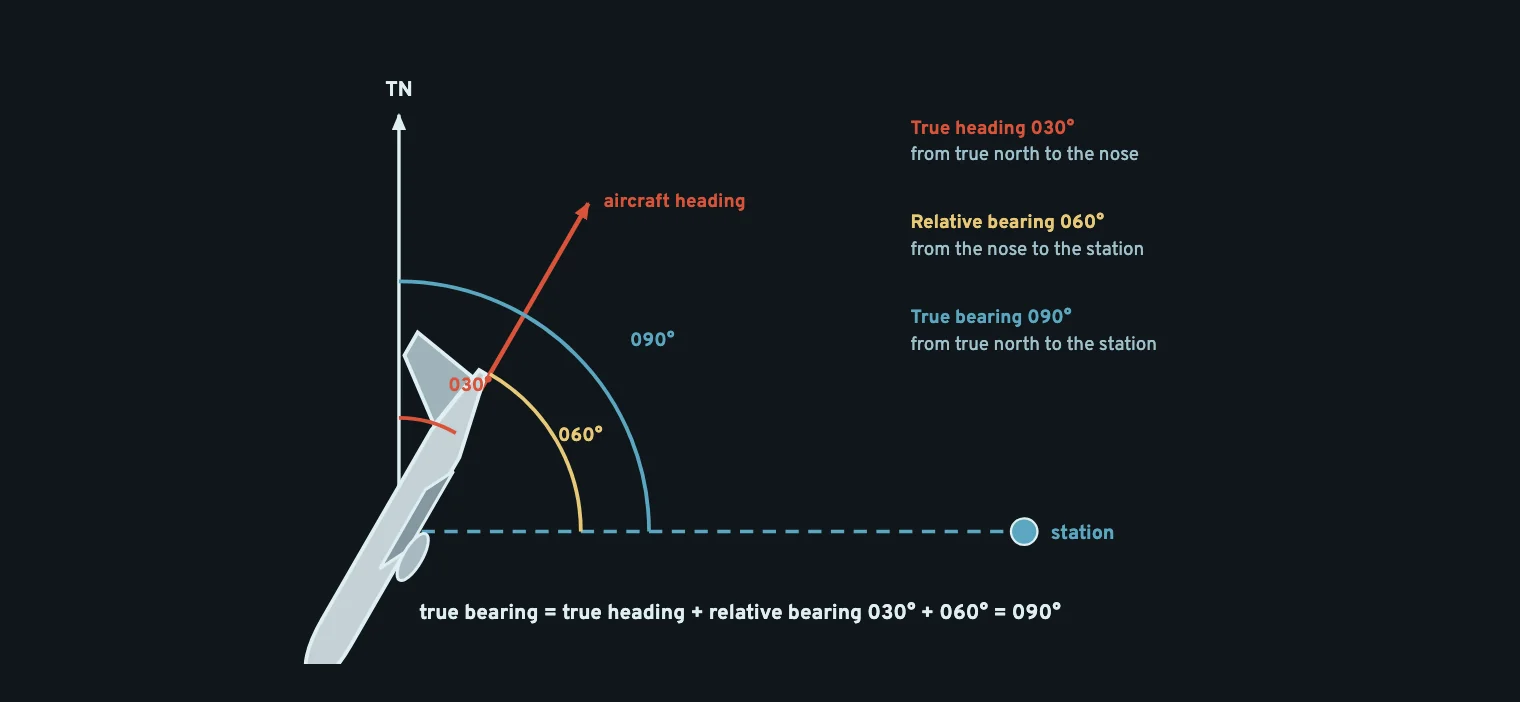 TN
True heading 030°
from true north to the nose
aircraft heading
Relative bearing 060°
from the nose to the station
True bearing 090°
from true north to the station
090°
030°
060°
station
true bearing = true heading + relative bearing 030° + 060° = 090°